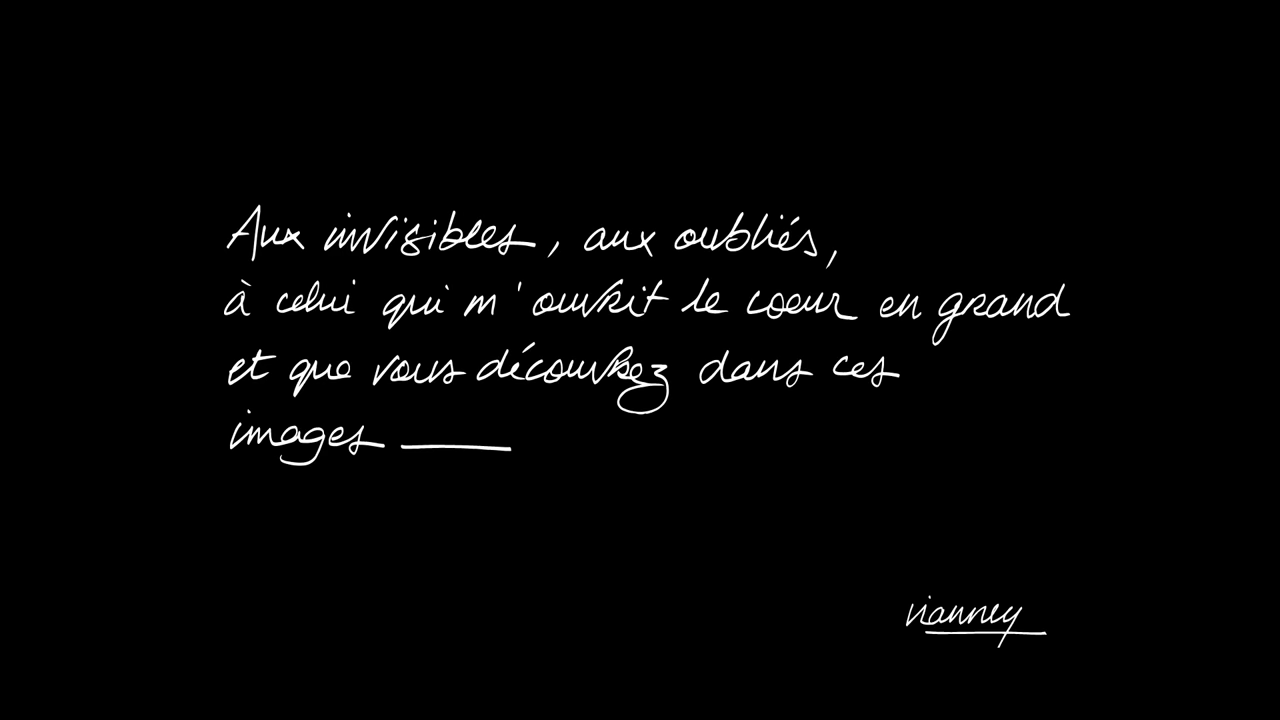 Aux invisibles, aux oubliés,
à celui qui m'ouvrit le coeur en grand
et que vous découvrez dans ces
images
vianney